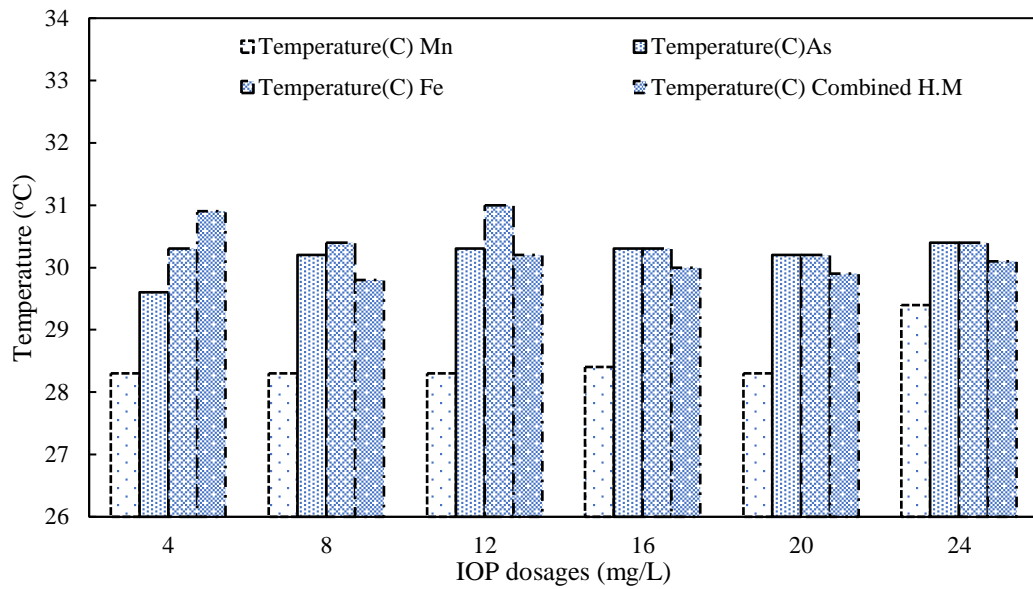 34
33
32
31
30
29
28
27
26
Temperature (ºC)
Temperature(C) Mn
Temperature(C)As
Temperature(C) Fe
Temperature(C) Combined H.M
4 8 12 16 20 24
IOP dosages (mg/L)